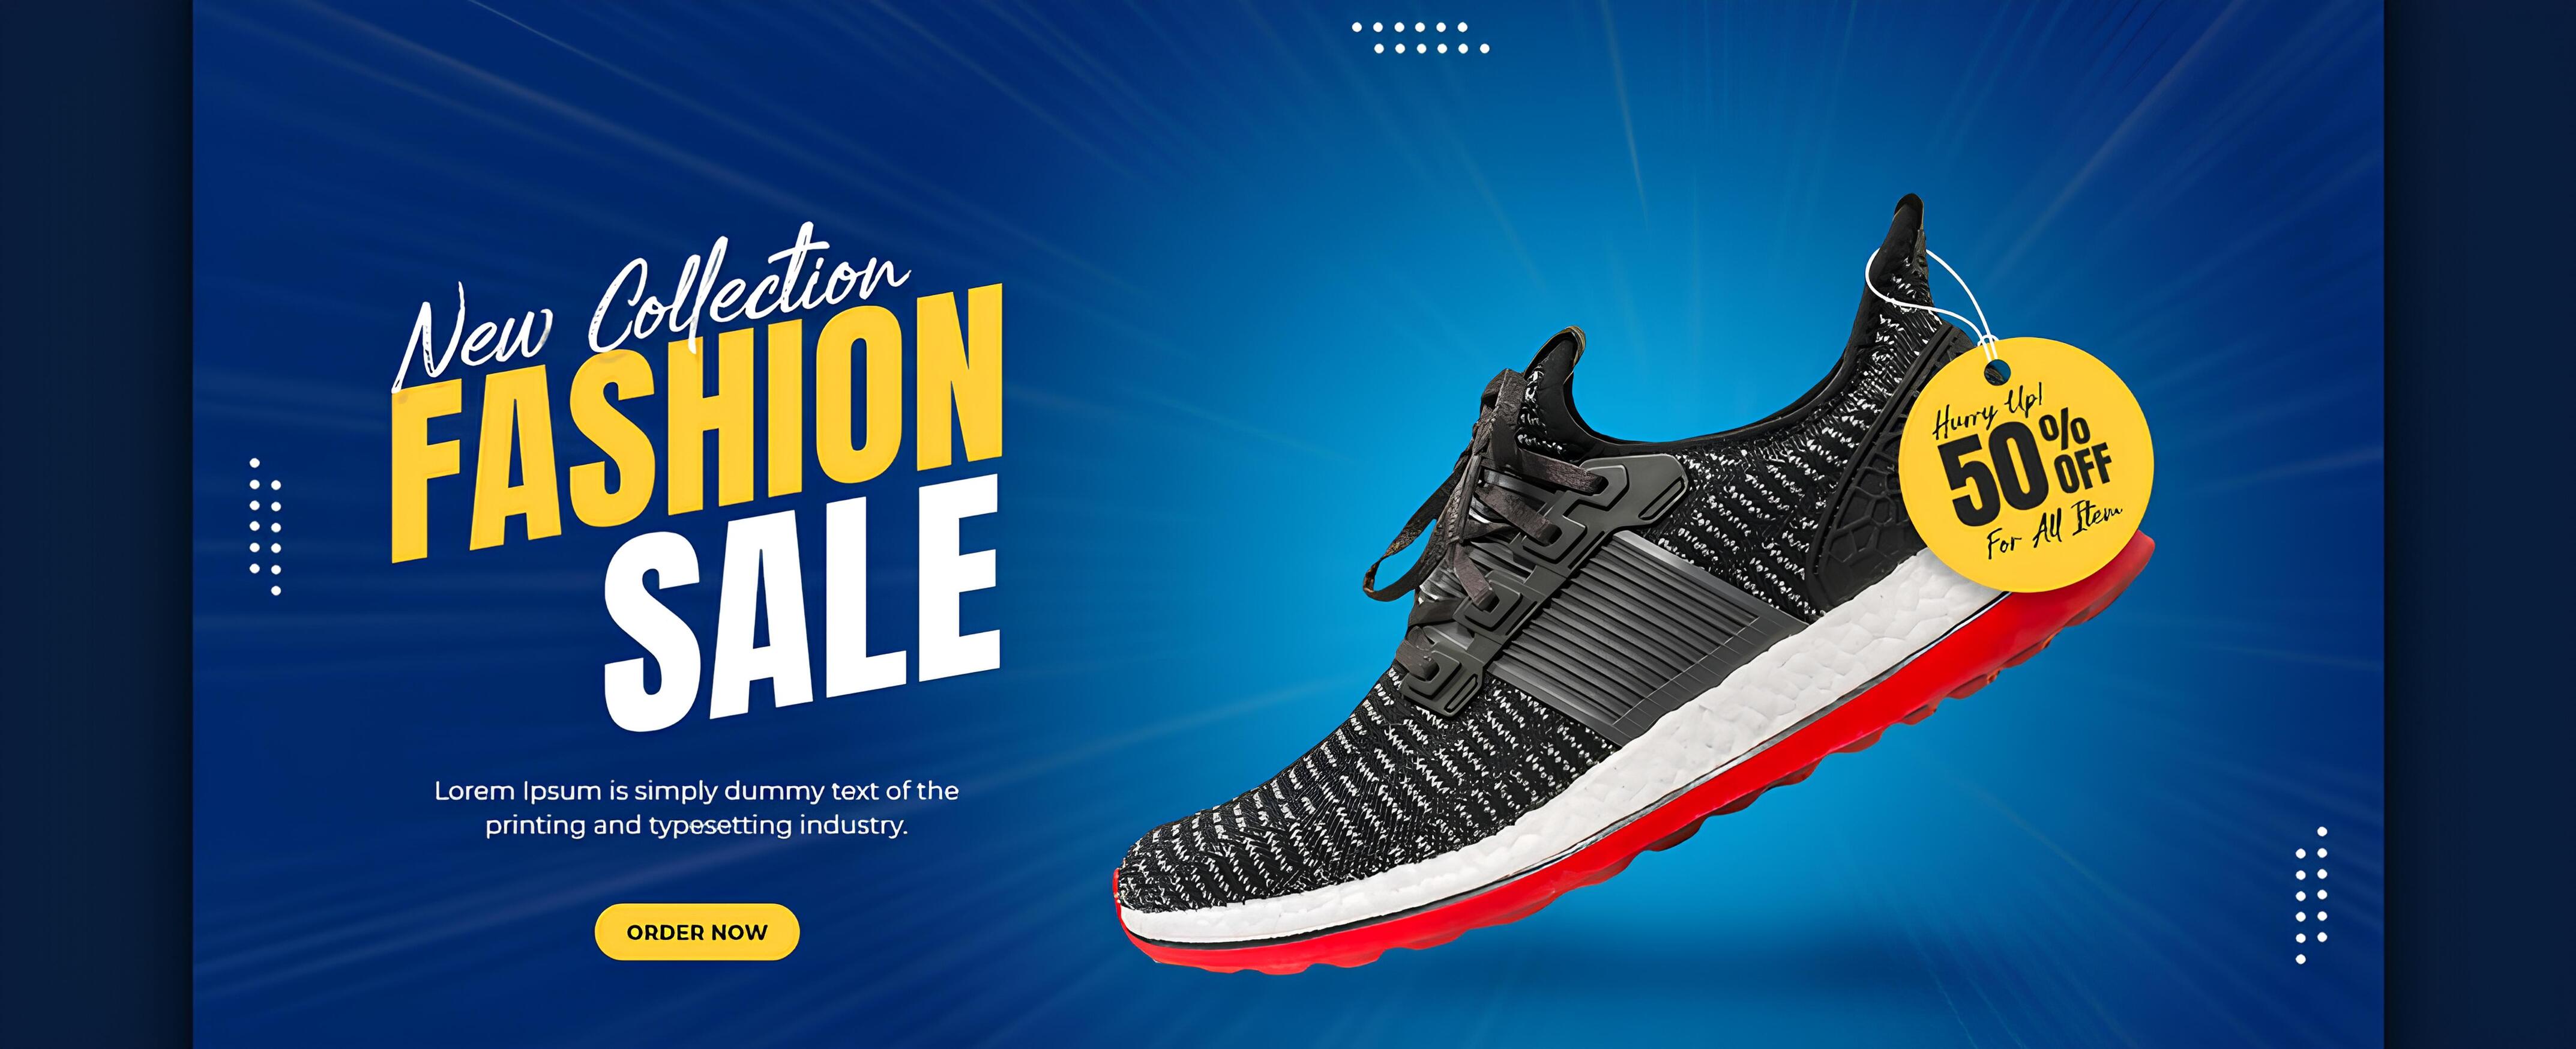 New Collection
FASHION
SALE
Lorem Ipsum is simply dummy text of the
printing and typesetting industry.
ORDER NOW
Hurry Up!
50%
OFF
For All Item